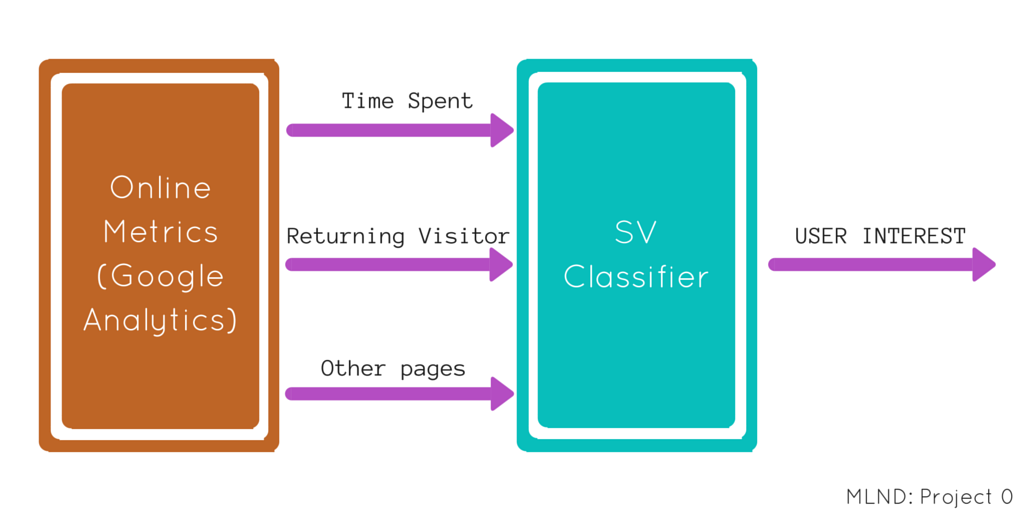 Online
Metrics
(Google
Analytics)
Time Spent
Returning Visitor
Other pages
SV
Classifier
USER INTEREST
MLND: Project 0